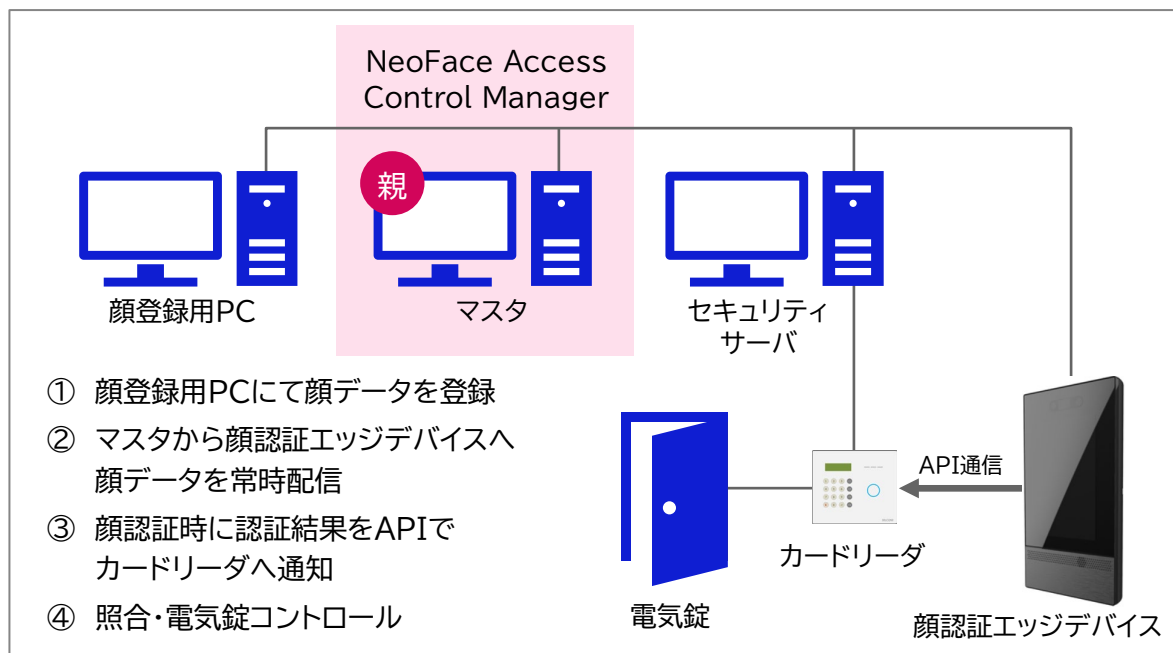 NeoFace Access
Control Manager
親
顔登録用PC
マスタ
セキュリティ
サーバ
① 顔登録用PCにて顔データを登録
② マスタから顔認証エッジデバイスへ
顔データを常時配信
③ 顔認証時に認証結果をAPIで
カードリーダへ通知
④ 照合・電気錠コントロール
API通信
カードリーダ
電気錠
顔認証エッジデバイス